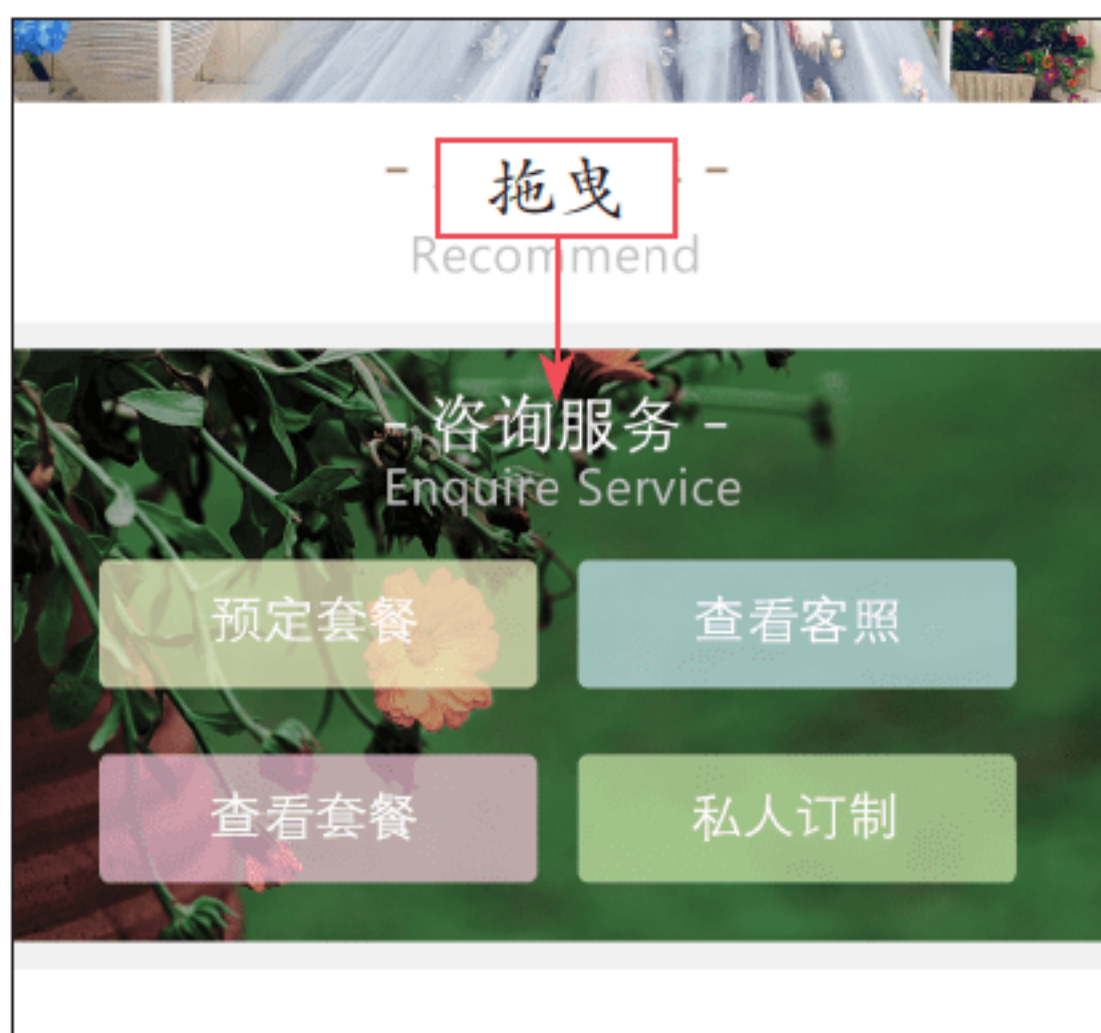 拖曳
Recommend
- 咨询服务 -
Enquire Service
预定套餐
查看客照
查看套餐
私人订制